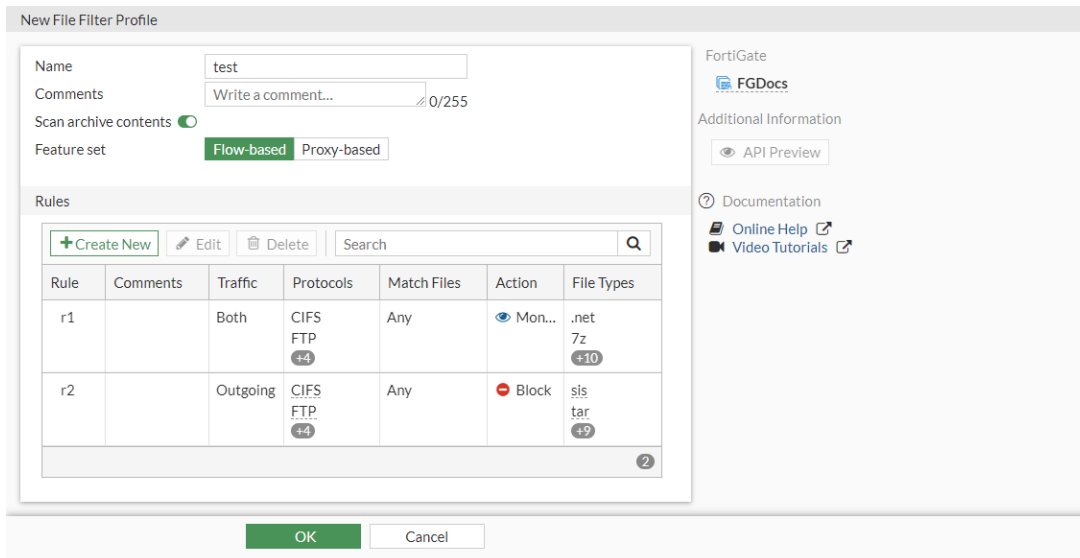 New File Filter Profile
Name
test
Comments
Write a comment...
0/255
Scan archive contents
Feature set
Flow-based
Proxy-based
Rules
Create New
Edit
Delete
Search
Rule Comments Traffic Protocols Match Files Action File Types
r1 Both CIFS Any Mon... .net
FTP 7z
+4 +10
r2 Outgoing CIFS Any Block sis
FTP tar
+4 +9
2
OK
Cancel
FortiGate
FGDocs
Additional Information
API Preview
Documentation
Online Help
Video Tutorials